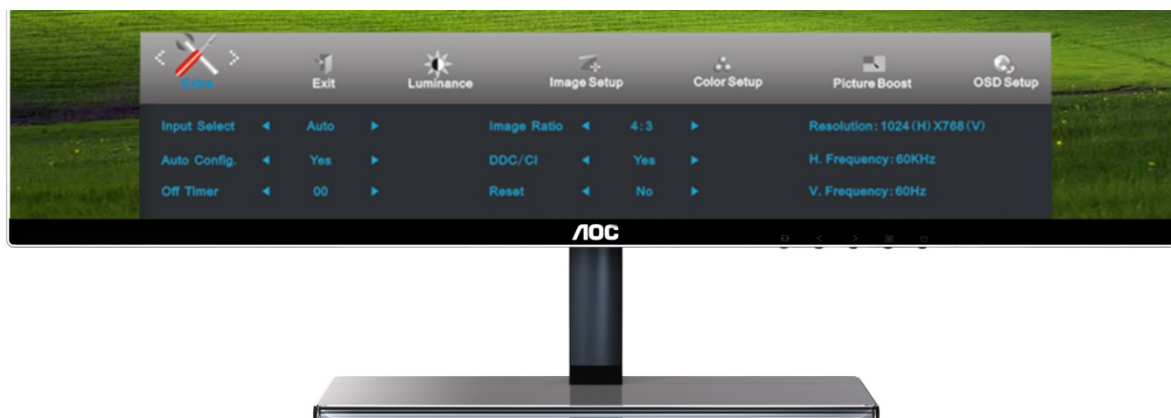 Extra
Exit
Luminance
Image Setup
Color Setup
Picture Boost
OSD Setup
Input Select ◀ Auto ▶ Image Ratio ◀ 4:3 ▶ Resolution: 1024 (H) X768 (V)
Auto Config. ◀ Yes ▶ DDC/CI ◀ Yes ▶ H. Frequency: 60KHz
Off Timer ◀ 00 ▶ Reset ◀ No ▶ V. Frequency: 60Hz
AOC